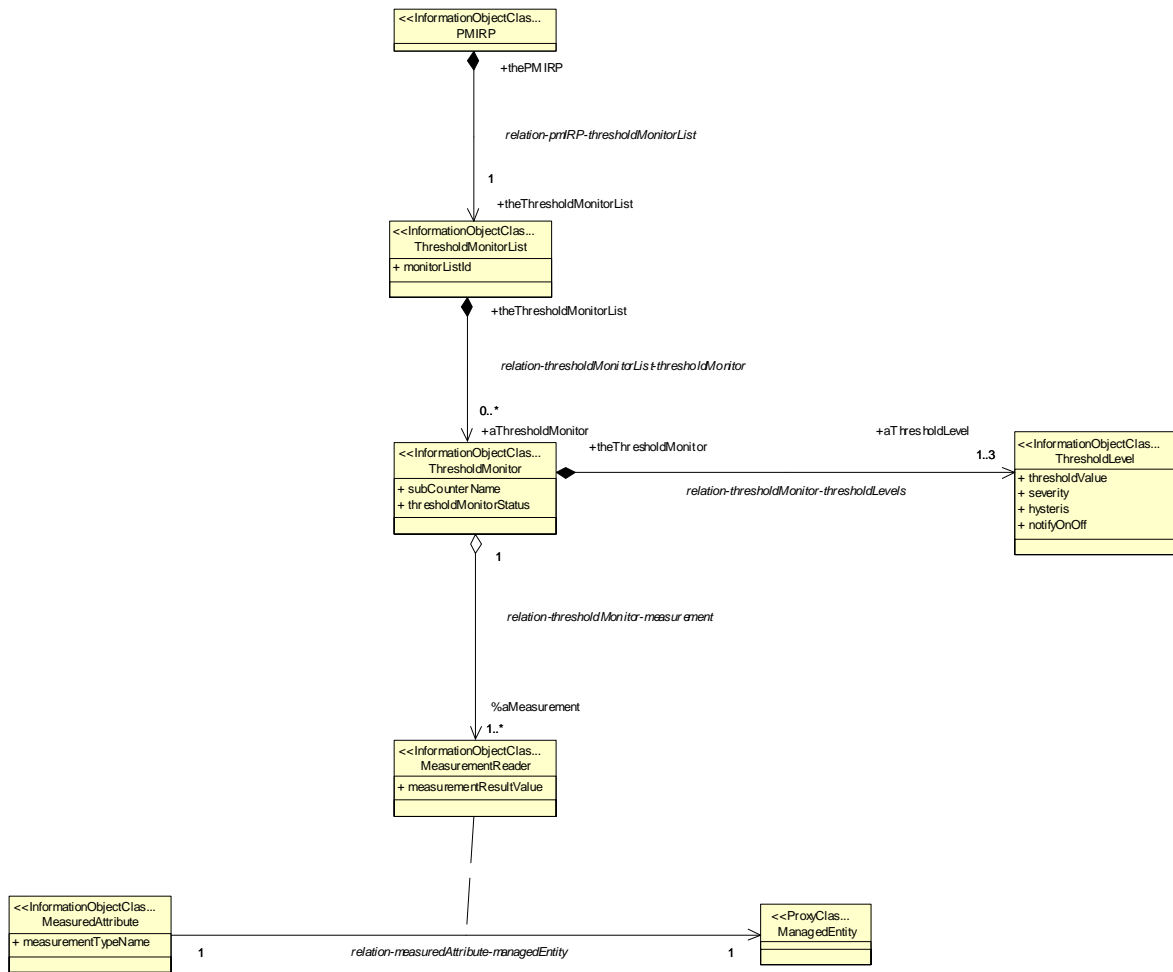 <<InformationObjectClas...
PMIRP
+thePMIRP
relation-pmIRP-thresholdMonitorList
1
+theThresholdMonitorList
<<InformationObjectClas...
ThresholdMonitorList
+ monitorListId
+theThresholdMonitorList
relation-thresholdMonitorList-thresholdMonitor
0..*
+aThresholdMonitor
<<InformationObjectClas...
ThresholdMonitor
+ subCounterName
+ thresholdMonitorStatus
+theThresholdMonitor
+aThresholdLevel
1..3
relation-thresholdMonitor-thresholdLevels
<<InformationObjectClas...
ThresholdLevel
+ thresholdValue
+ severity
+ hysteris
+ notifyOnOff
1
relation-thresholdMonitor-measurement
%aMeasurement
1..*
<<InformationObjectClas...
MeasurementReader
+ measurementResultValue
<<InformationObjectClas...
MeasuredAttribute
+ measurementTypeName
1
relation-measuredAttribute-managedEntity
1
<<ProxyClas...
ManagedEntity